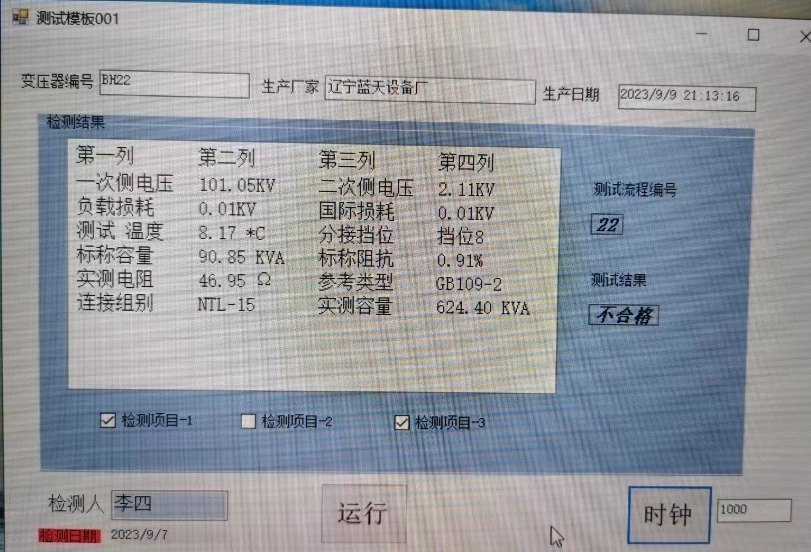 测试模板001
变压器编号 BH22 生产厂家 辽宁蓝天设备厂 生产日期 2023/9/9 21:13:16
检测结果
第一列 第二列 第三列 第四列
一次侧电压 101.05KV 二次侧电压 2.11KV
负载损耗 0.01KV 国际损耗 0.01KV
测试 温度 8.17 *C 分接挡位 挡位8
标称容量 90.85 KVA 标称阻抗 0.91%
实测电阻 46.95 Ω 参考类型 GB109-2
连接组别 NTL-15 实测容量 624.40 KVA
测试流程编号
22
测试结果
不合格
检测项目-1 检测项目-2 检测项目-3
检测人 李四 运行 时钟 1000
检测日期 2023/9/7